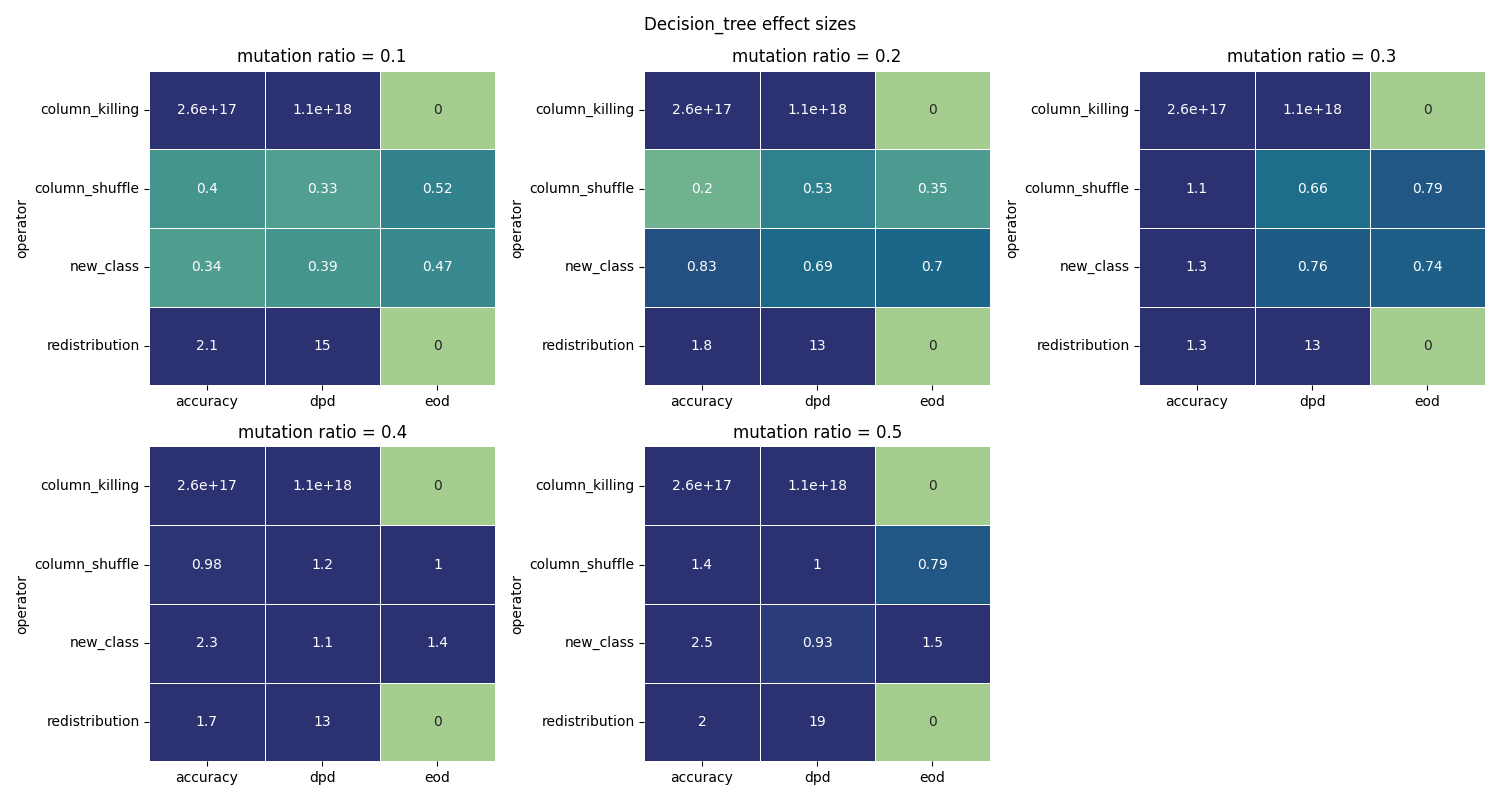 Decision_tree effect sizes
mutation ratio = 0.1
operator
column_killing 2.6e+17 1.1e+18 0
column_shuffle 0.4 0.33 0.52
new_class 0.34 0.39 0.47
redistribution 2.1 15 0
accuracy dpd eod
mutation ratio = 0.2
operator
column_killing 2.6e+17 1.1e+18 0
column_shuffle 0.2 0.53 0.35
new_class 0.83 0.69 0.7
redistribution 1.8 13 0
accuracy dpd eod
mutation ratio = 0.3
operator
column_killing 2.6e+17 1.1e+18 0
column_shuffle 1.1 0.66 0.79
new_class 1.3 0.76 0.74
redistribution 1.3 13 0
accuracy dpd eod
mutation ratio = 0.4
operator
column_killing 2.6e+17 1.1e+18 0
column_shuffle 0.98 1.2 1
new_class 2.3 1.1 1.4
redistribution 1.7 13 0
accuracy dpd eod
mutation ratio = 0.5
operator
column_killing 2.6e+17 1.1e+18 0
column_shuffle 1.4 1 0.79
new_class 2.5 0.93 1.5
redistribution 2 19 0
accuracy dpd eod